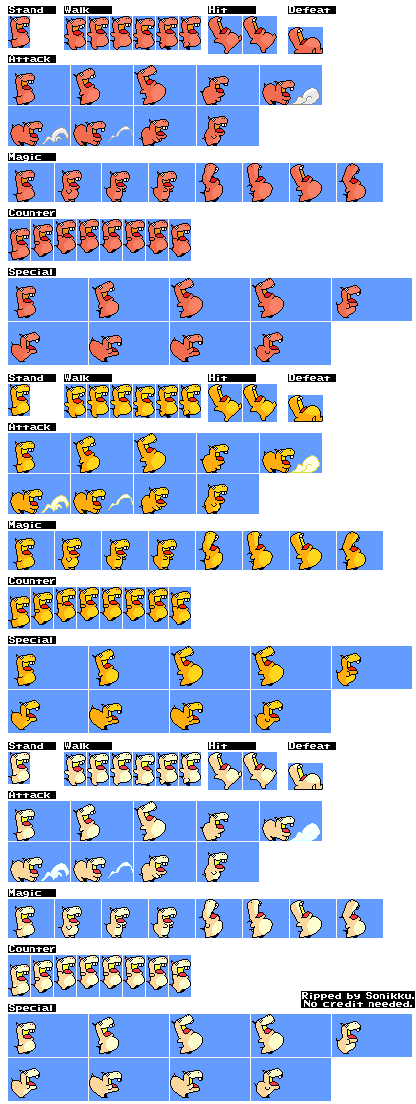 Stand Walk Hit Defeat
Attack
Magic
Counter
Special
Stand Walk Hit Defeat
Attack
Magic
Counter
Special
Stand Walk Hit Defeat
Attack
Magic
Counter
Ripped by Sonikku.
No credit needed.
Special